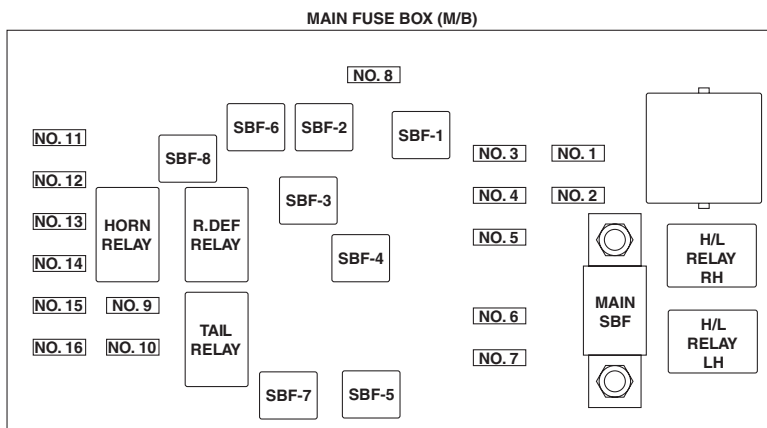 MAIN FUSE BOX (M/B)
NO. 8
SBF-6
SBF-2
SBF-1
NO. 11
SBF-8
NO. 3
NO. 1
NO. 12
SBF-3
NO. 4
NO. 2
NO. 13
HORN
RELAY
R.DEF
RELAY
NO. 5
H/L
RELAY
RH
NO. 14
SBF-4
NO. 15
NO. 9
MAIN
SBF
NO. 6
TAIL
RELAY
H/L
RELAY
LH
NO. 16
NO. 10
NO. 7
SBF-7
SBF-5